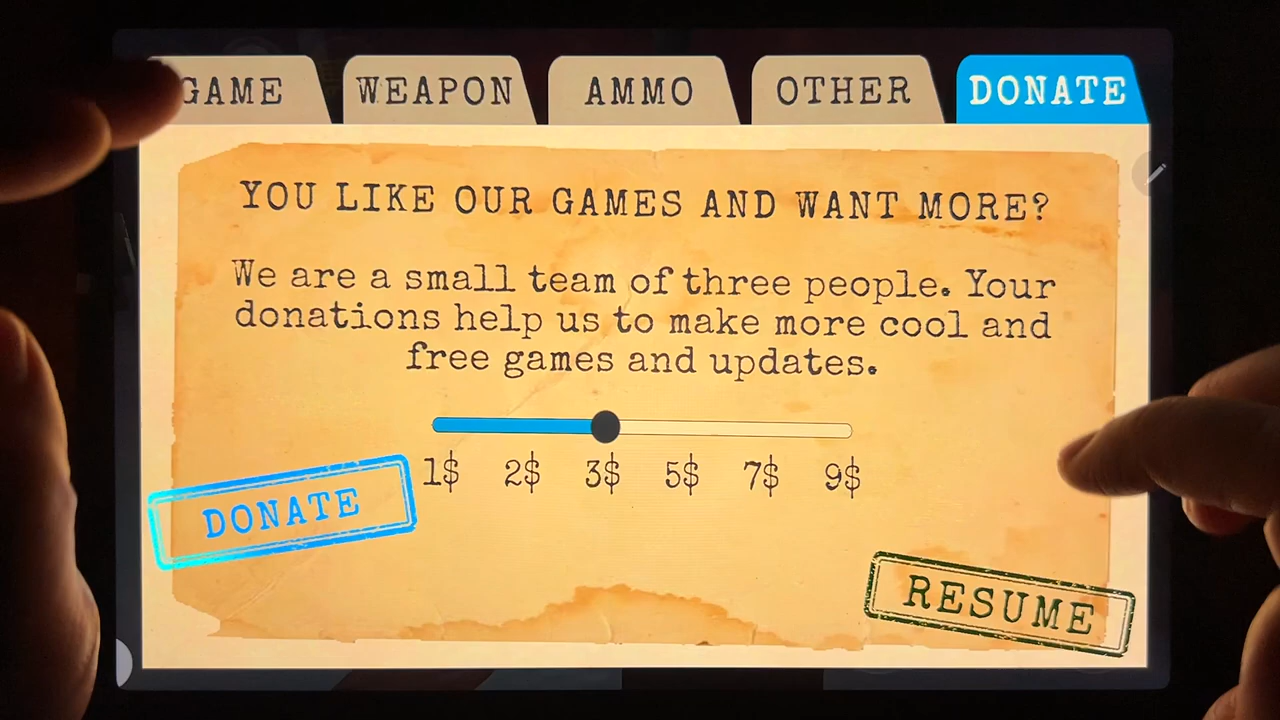 GAME WEAPON AMMO OTHER DONATE
YOU LIKE OUR GAMES AND WANT MORE?
We are a small team of three people. Your
donations help us to make more cool and
free games and updates.
1$ 2$ 3$ 5$ 7$ 9$
DONATE
RESUME